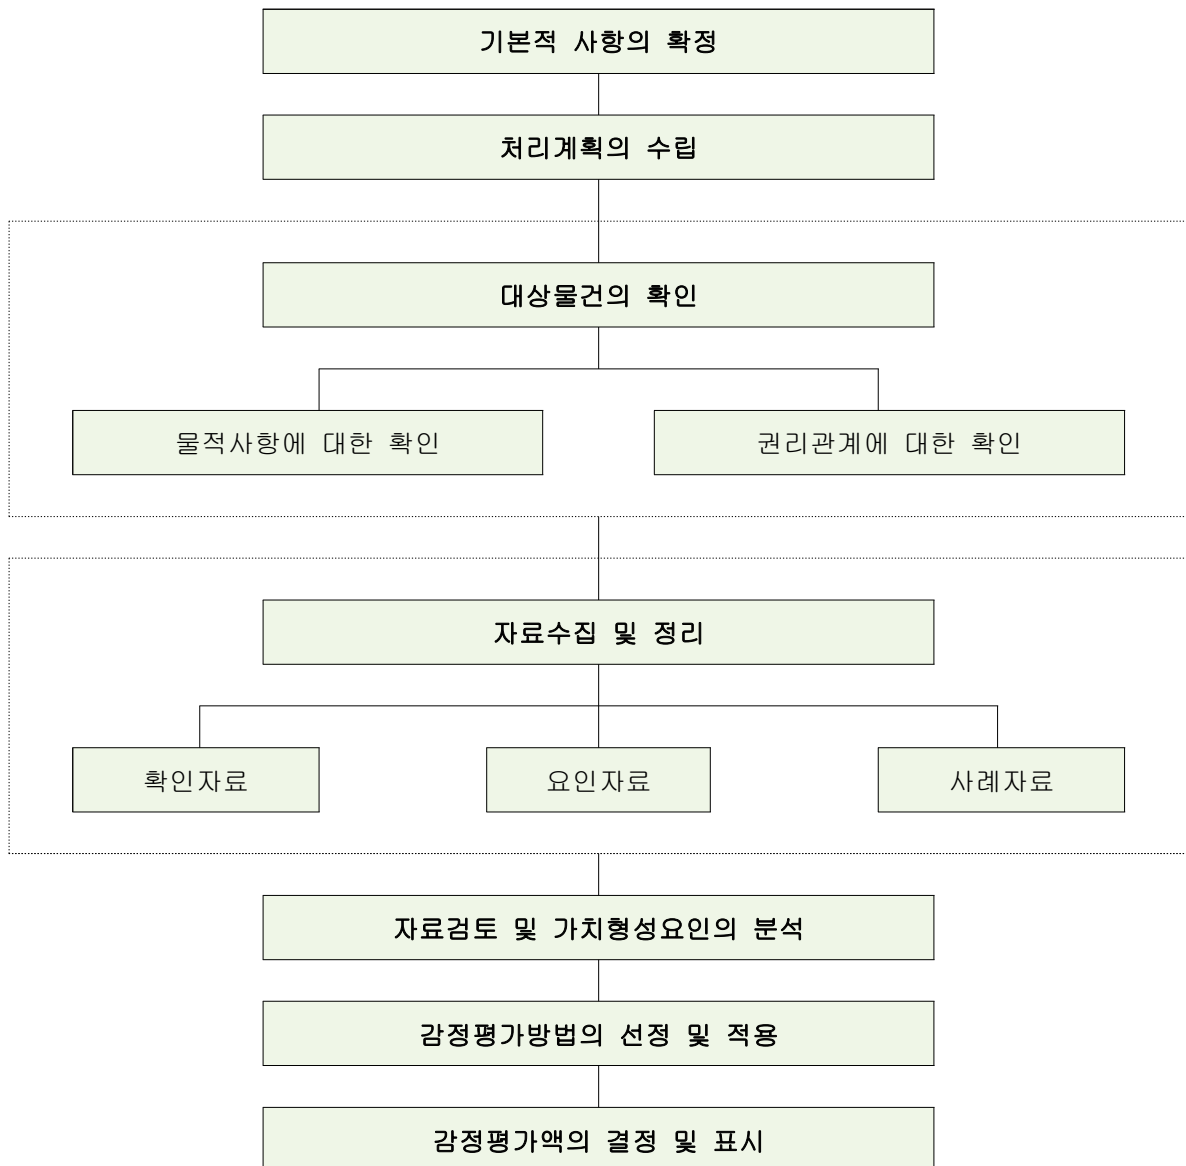 기본적 사항의 확정
처리계획의 수립
대상물건의 확인
물적사항에 대한 확인
권리관계에 대한 확인
자료수집 및 정리
확인자료
요인자료
사례자료
자료검토 및 가치형성요인의 분석
감정평가방법의 선정 및 적용
감정평가액의 결정 및 표시